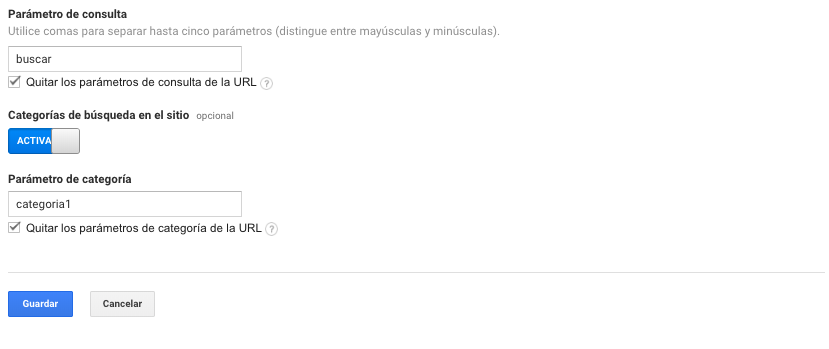 Parámetro de consulta
Utilice comas para separar hasta cinco parámetros (distingue entre mayúsculas y minúsculas).
buscar
Quitar los parámetros de consulta de la URL ?
Categorías de búsqueda en el sitio opcional
ACTIVA
Parámetro de categoría
categoria1
Quitar los parámetros de categoría de la URL ?
Guardar Cancelar